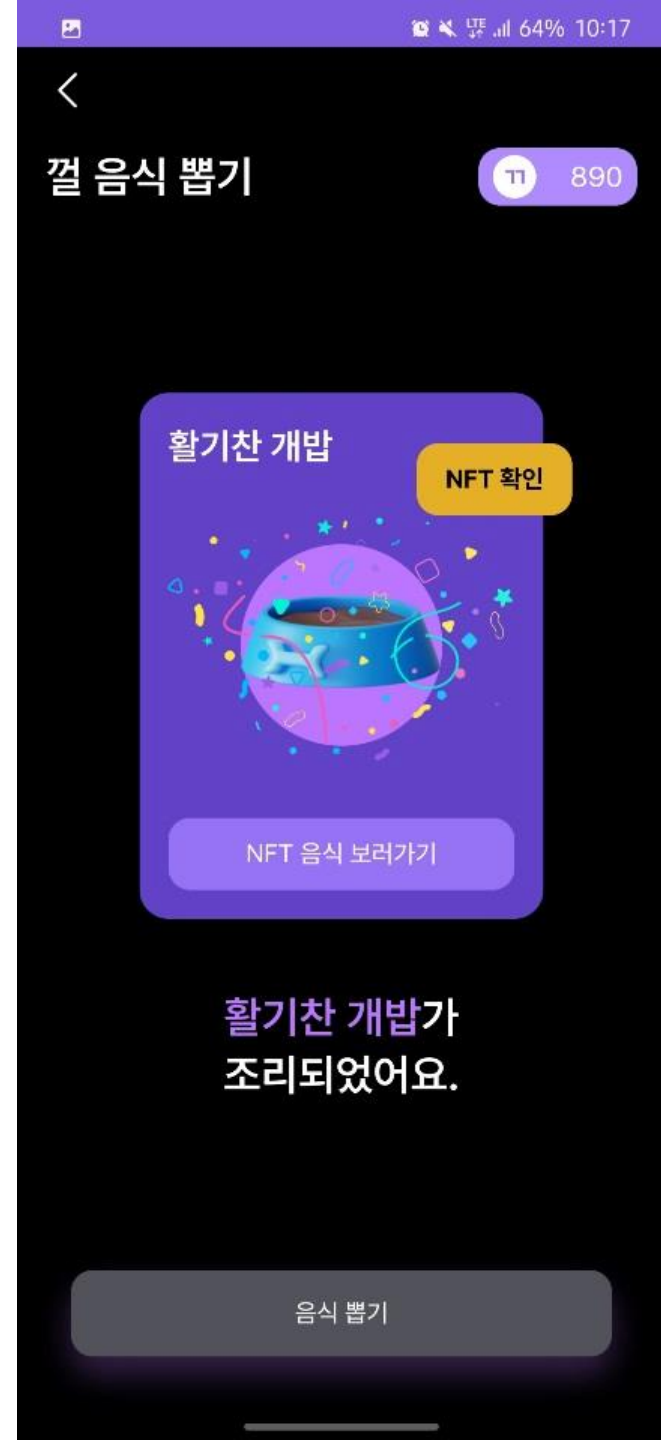 LTE 64% 10:17
껄 음식 뽑기
ㄲ 890
활기찬 개밥
NFT 확인
NFT 음식 보러가기
활기찬 개밥가
조리되었어요.
음식 뽑기